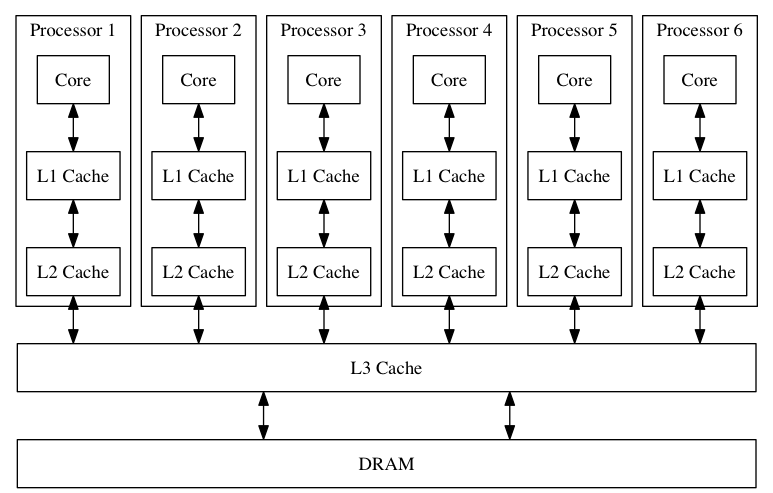 Processor 1
Processor 2
Processor 3
Processor 4
Processor 5
Processor 6
Core
Core
Core
Core
Core
Core
L1 Cache
L1 Cache
L1 Cache
L1 Cache
L1 Cache
L1 Cache
L2 Cache
L2 Cache
L2 Cache
L2 Cache
L2 Cache
L2 Cache
L3 Cache
DRAM